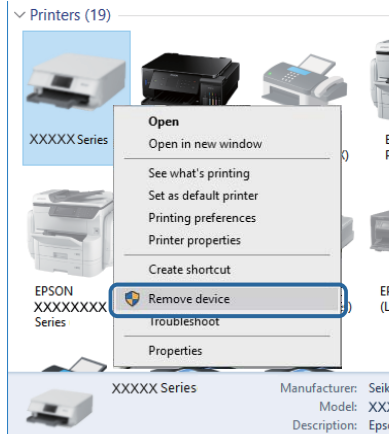 Printers (19)
Open
XXXXX Series
Open in new window
See what's printing
Set as default printer
Printing preferences
Printer properties
Create shortcut
EPSON
XXXXXXXX
Series
Remove device
Troubleshoot
Properties
XXXXX Series
Manufacturer:
Model:
Description: